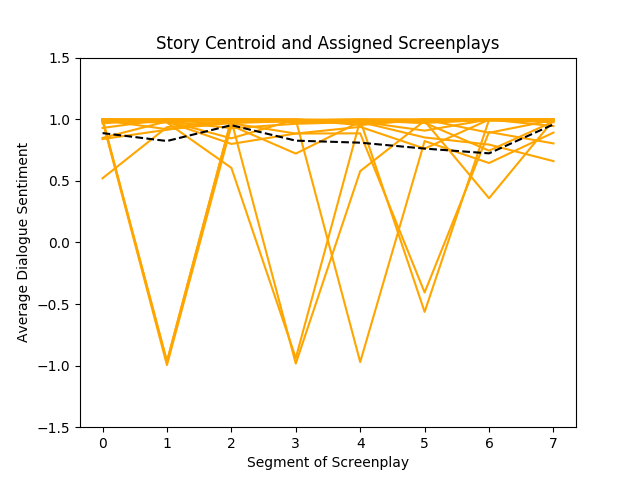 Story Centroid and Assigned Screenplays
1.5
1.0
0.5
0.0
−0.5
−1.0
−1.5
Average Dialogue Sentiment
0 1 2 3 4 5 6 7
Segment of Screenplay